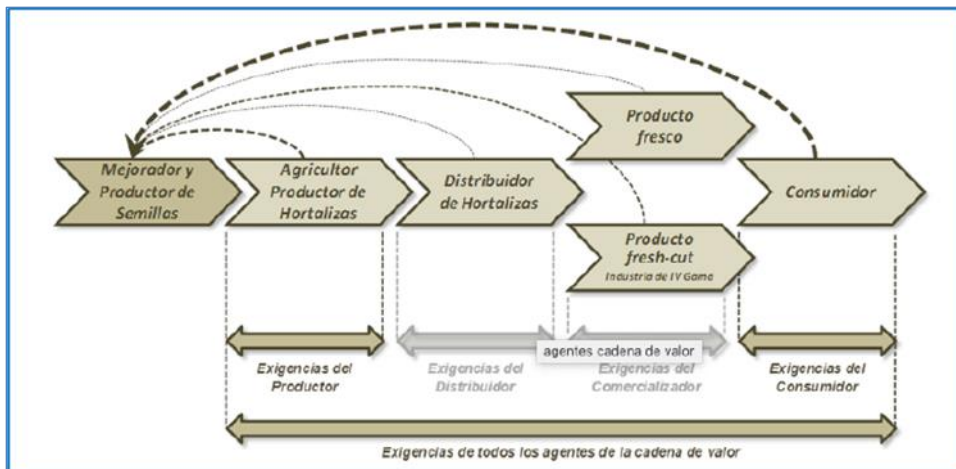 Producto
fresco
Mejorador y
Productor de
Semillas
Agricultor
Productor de
Hortalizas
Distribuidor
de Hortalizas
Consumidor
Producto
fresh-cut
Industria de IV Gama
agentes cadena de valor
Exigencias del
Productor
Exigencias del
Distribuidor
Exigencias del
Comercializador
Exigencias del
Consumidor
Exigencias de todos los agentes de la cadena de valor